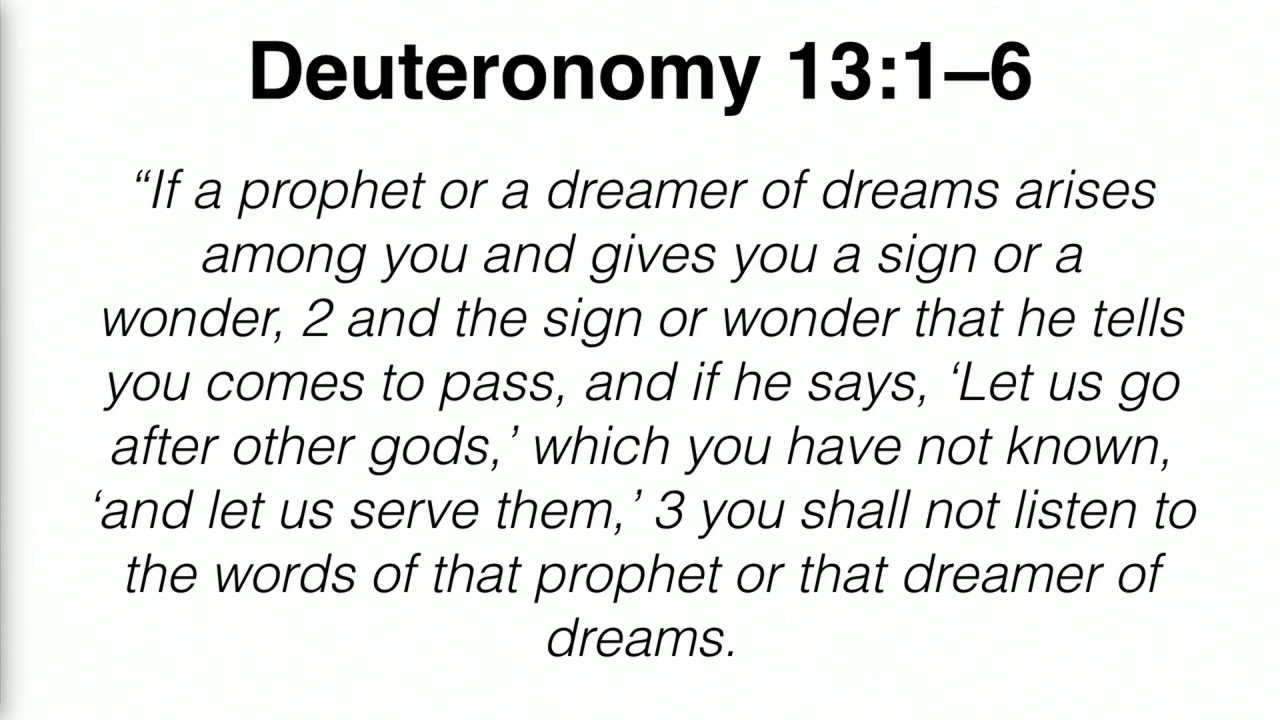 Deuteronomy 13:1–6
“If a prophet or a dreamer of dreams arises
among you and gives you a sign or a
wonder, 2 and the sign or wonder that he tells
you comes to pass, and if he says, ‘Let us go
after other gods,’ which you have not known,
‘and let us serve them,’ 3 you shall not listen to
the words of that prophet or that dreamer of
dreams.